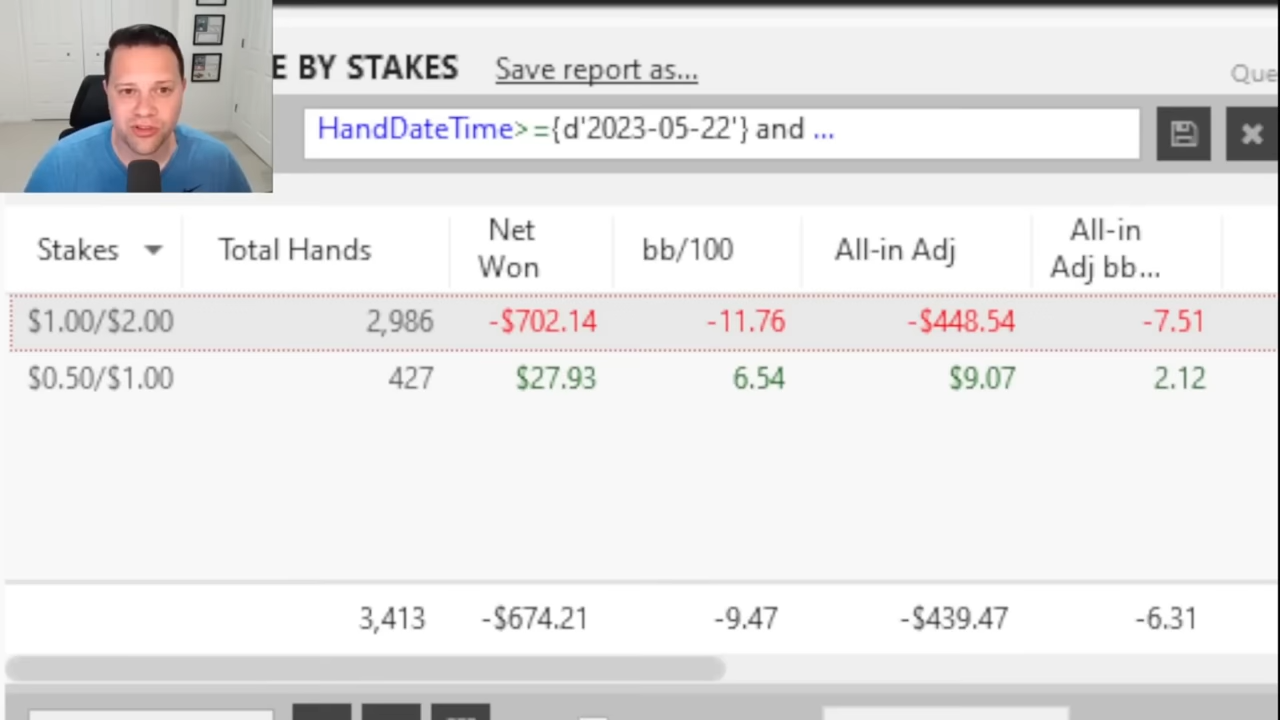 E BY STAKES Save report as... Que
HandDateTime>={d'2023-05-22'} and ...
Stakes Total Hands Net Won bb/100 All-in Adj All-in Adj bb...
$1.00/$2.00 2,986 -$702.14 -11.76 -$448.54 -7.51
$0.50/$1.00 427 $27.93 6.54 $9.07 2.12
3,413 -$674.21 -9.47 -$439.47 -6.31